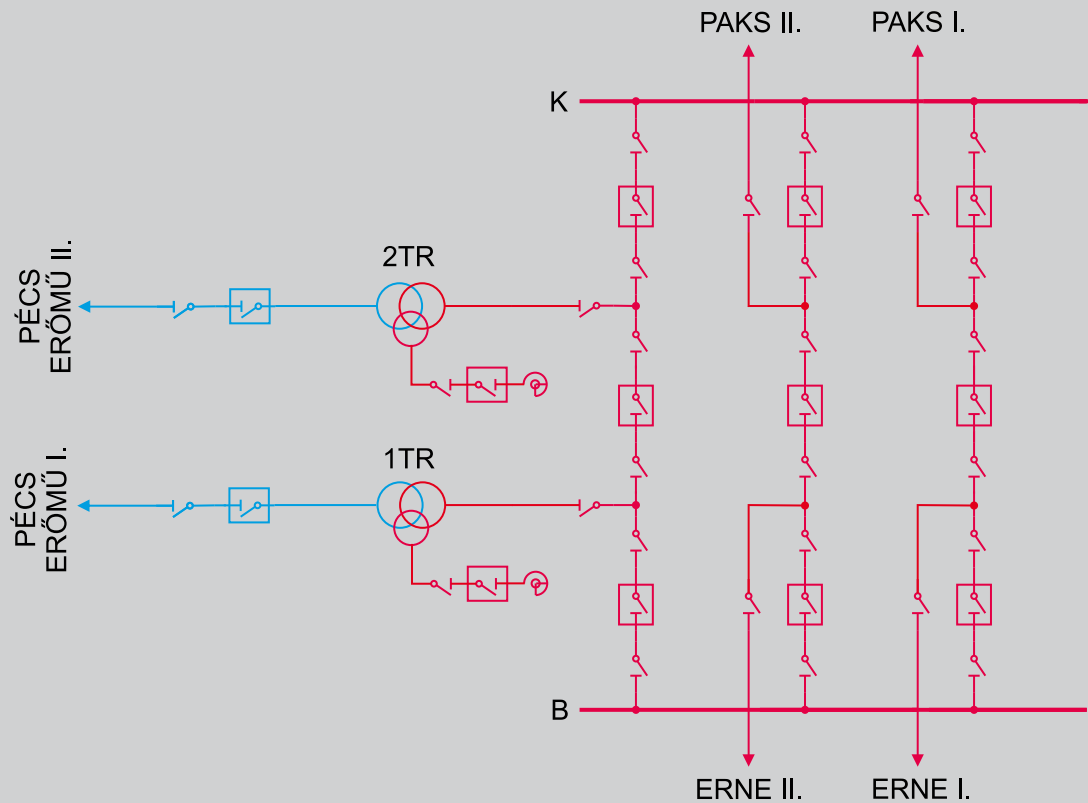 PAKS II.
PAKS I.
K
PÉCS
ERŐMŰ II.
2TR
PÉCS
ERŐMŰ I.
1TR
B
ERNE II.
ERNE I.